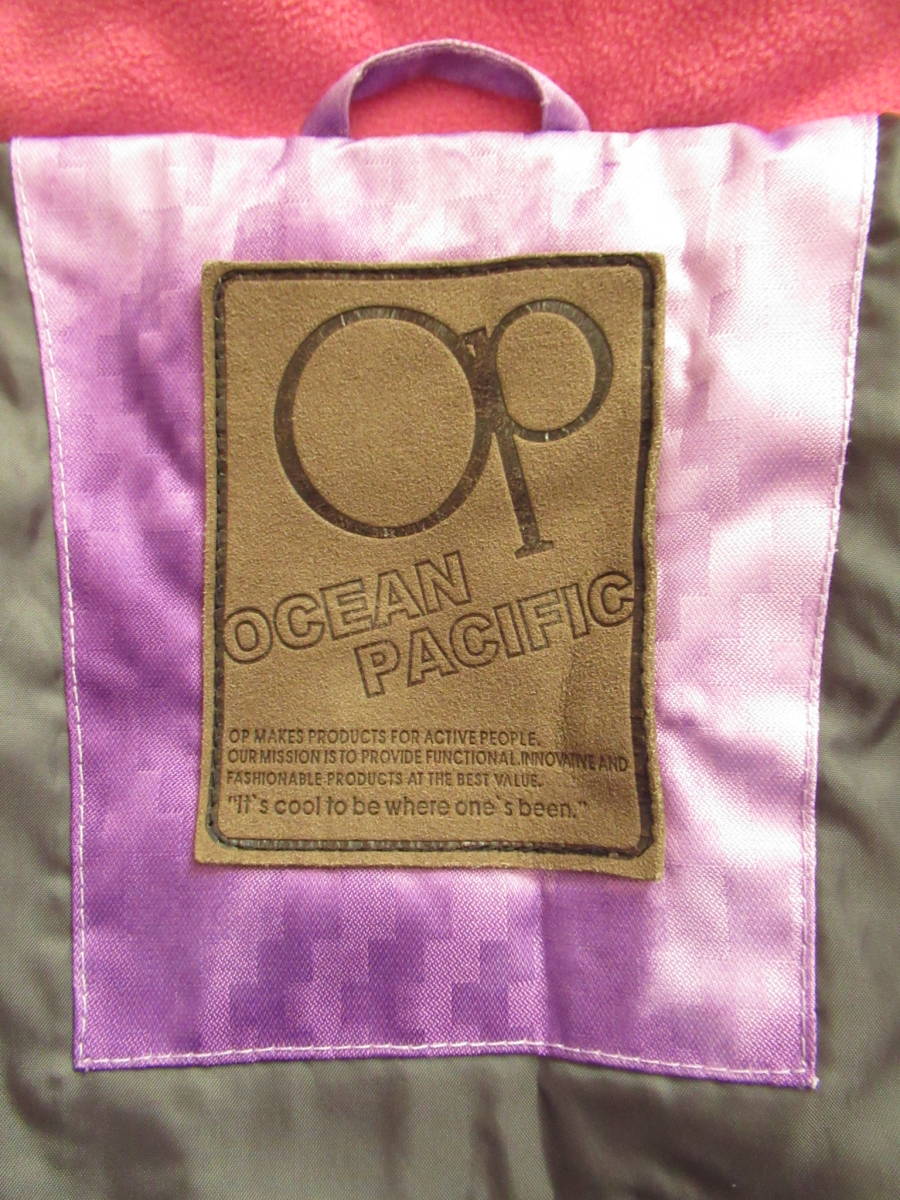 Op
OCEAN
PACIFIC
OP MAKES PRODUCTS FOR ACTIVE PEOPLE.
OUR MISSION IS TO PROVIDE FUNCTIONAL, INNOVATIVE AND
FASHIONABLE PRODUCTS AT THE BEST VALUE.
"It's cool to be where one's been."